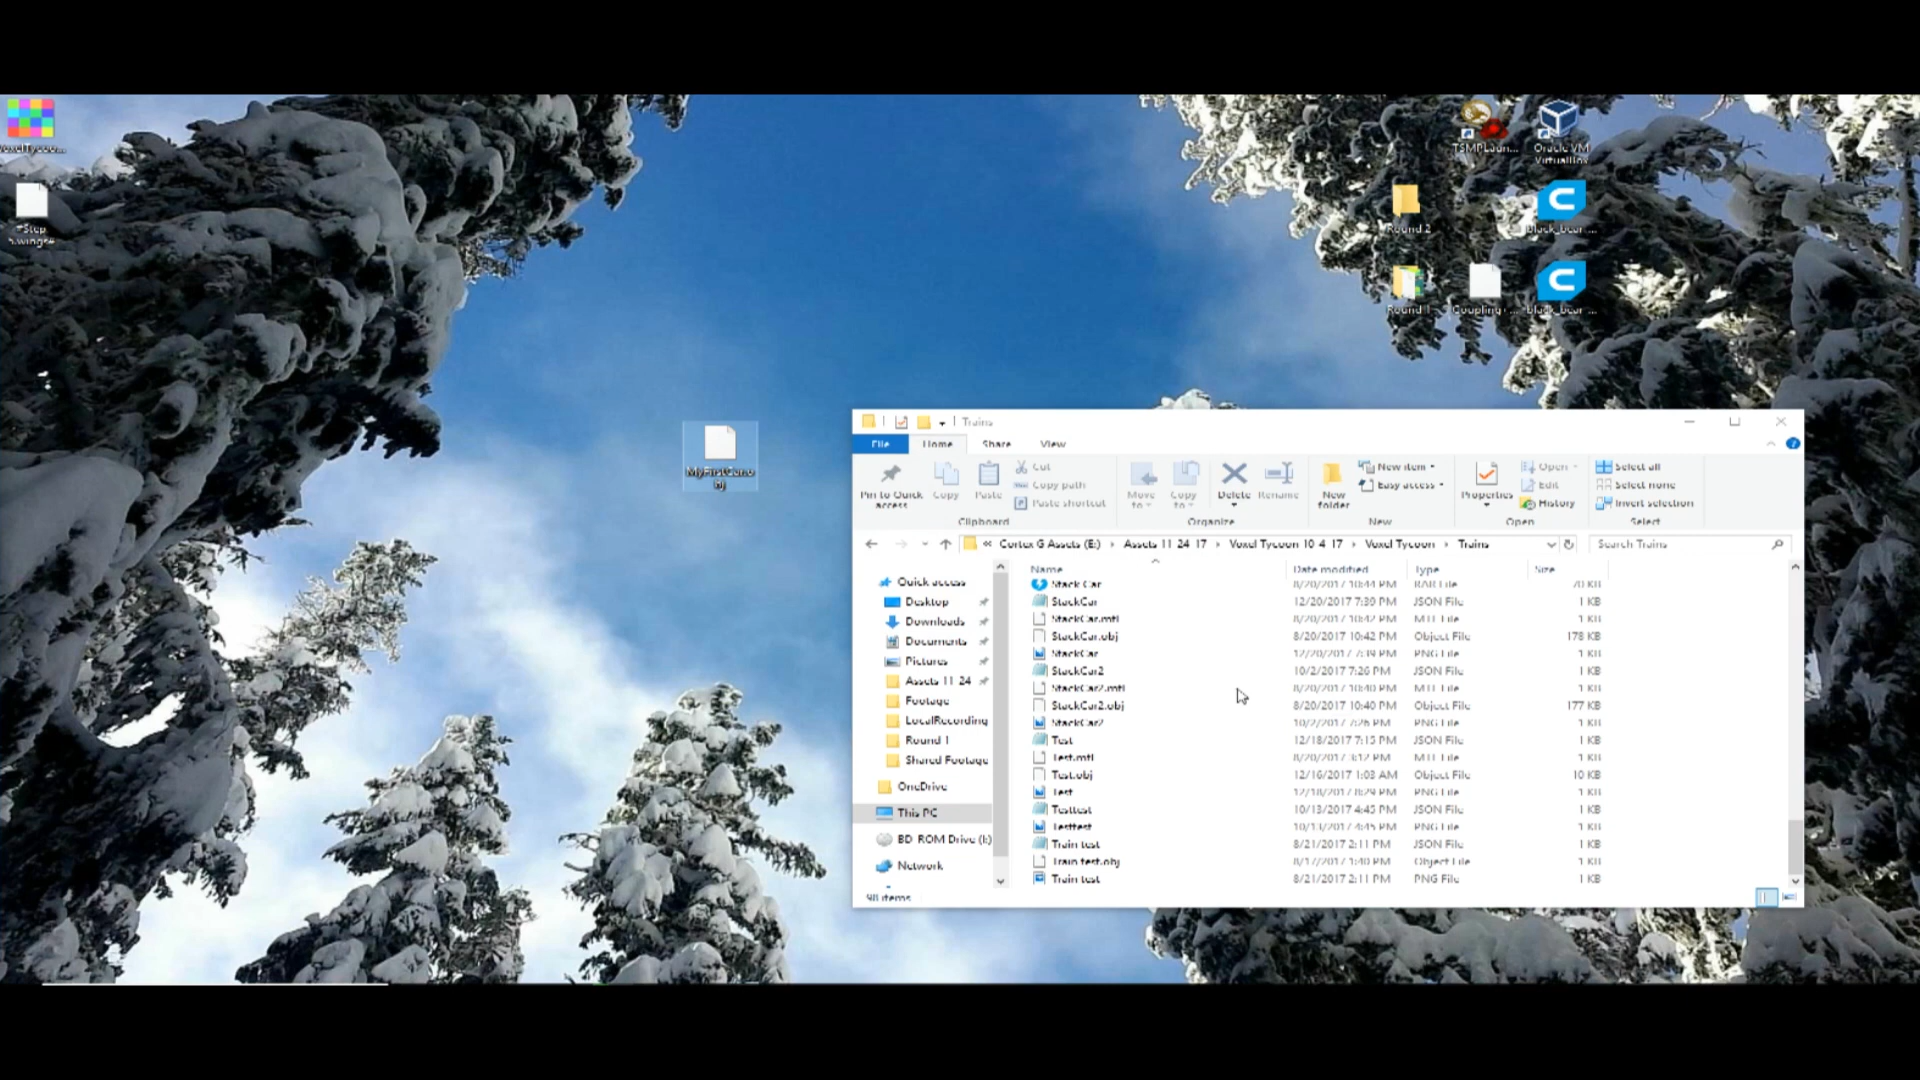 TSMPLaun...
Oracle VM
VirtualBox
#Step
Round 2
black_bear_...
Round 1
Coupling
black_bear_...
MyFirstCar.o
bj
Trains
File
Home
Share
View
Pin to Quick
access
Copy
Paste
Cut
Copy path
Paste shortcut
Clipboard
Move
to
Copy
to
Delete
Rename
Organize
New
folder
New item
Easy access
New
Properties
Open
Edit
History
Open
Select all
Select none
Invert selection
Select
« Cortex G Assets (E:) › Assets 11-24-17 › Voxel Tycoon 10-4-17 › Voxel Tycoon › Trains
Search Trains
Quick access
Desktop
Downloads
Documents
Pictures
Assets 11-24
Footage
LocalRecording
Round 1
Shared Footage
OneDrive
This PC
BD-ROM Drive (I:)
Network
Name Date modified Type Size
Stack Car 8/20/2017 10:44 PM RAR File 70 KB
StackCar 12/20/2017 7:39 PM JSON File 1 KB
StackCar.mtl 8/20/2017 10:42 PM MTL File 1 KB
StackCar.obj 8/20/2017 10:42 PM Object File 178 KB
StackCar 12/20/2017 7:39 PM PNG File 1 KB
StackCar2 10/2/2017 7:26 PM JSON File 1 KB
StackCar2.mtl 8/20/2017 10:40 PM MTL File 1 KB
StackCar2.obj 8/20/2017 10:40 PM Object File 177 KB
StackCar2 10/2/2017 7:26 PM PNG File 1 KB
Test 12/18/2017 7:15 PM JSON File 1 KB
Test.mtl 8/20/2017 3:12 PM MTL File 1 KB
Test.obj 12/16/2017 1:03 AM Object File 10 KB
Test 12/18/2017 8:29 PM PNG File 1 KB
Testtest 10/13/2017 4:45 PM JSON File 1 KB
Testtest 10/13/2017 4:45 PM PNG File 1 KB
Train test 8/21/2017 2:11 PM JSON File 1 KB
Train test.obj 8/17/2017 1:40 PM Object File 1 KB
Train test 8/21/2017 2:11 PM PNG File 1 KB
98 items